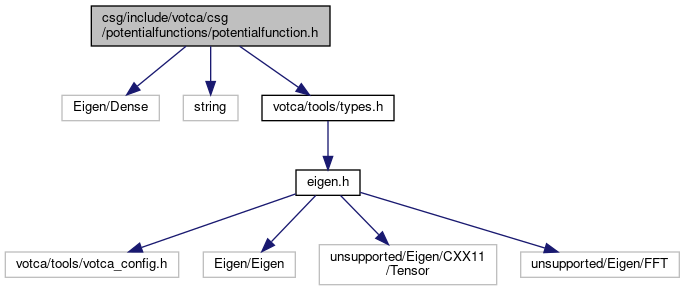 csg/include/votca/csg
/potentialfunctions/potentialfunction.h
Eigen/Dense
string
votca/tools/types.h
eigen.h
votca/tools/votca_config.h
Eigen/Eigen
unsupported/Eigen/CXX11
/Tensor
unsupported/Eigen/FFT